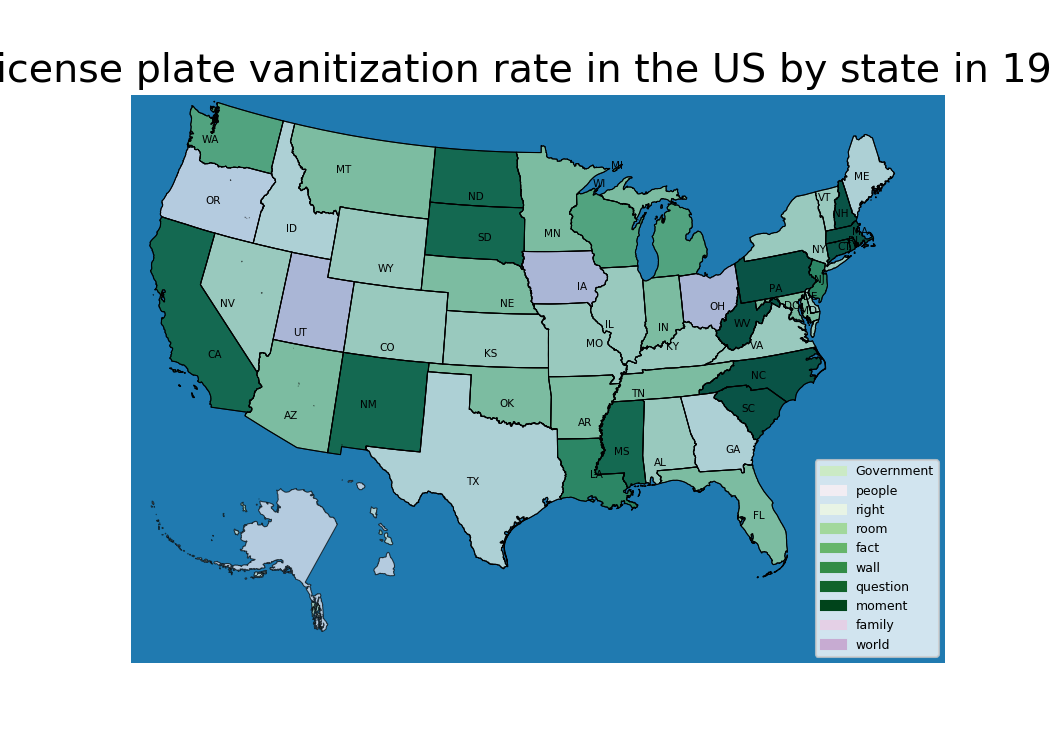 icense plate vanitization rate in the US by state in 19
WA
MT
ND
MI
WI
ME
OR
ID
SD
MN
VT
NH
MA
NY
CT
WY
NE
IA
NV
OH
PA
NJ
DE
DC
MD
UT
CO
KS
MO
IL
IN
KY
WV
VA
CA
NM
AZ
OK
AR
TN
NC
SC
TX
MS
LA
AL
GA
FL
Government
people
right
room
fact
wall
question
moment
family
world